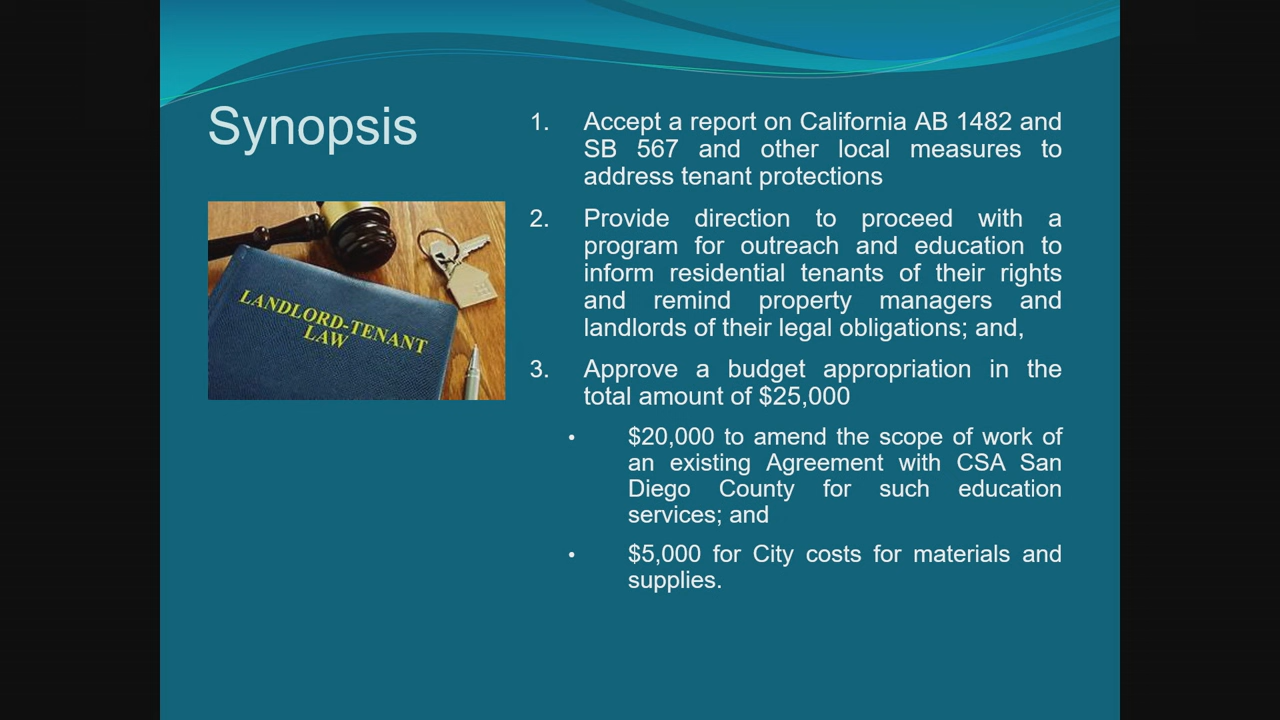 Synopsis
LANDLORD-TENANT
LAW
1. Accept a report on California AB 1482 and
SB 567 and other local measures to
address tenant protections
2. Provide direction to proceed with a
program for outreach and education to
inform residential tenants of their rights
and remind property managers and
landlords of their legal obligations; and,
3. Approve a budget appropriation in the
total amount of $25,000
• $20,000 to amend the scope of work of
an existing Agreement with CSA San
Diego County for such education
services; and
• $5,000 for City costs for materials and
supplies.